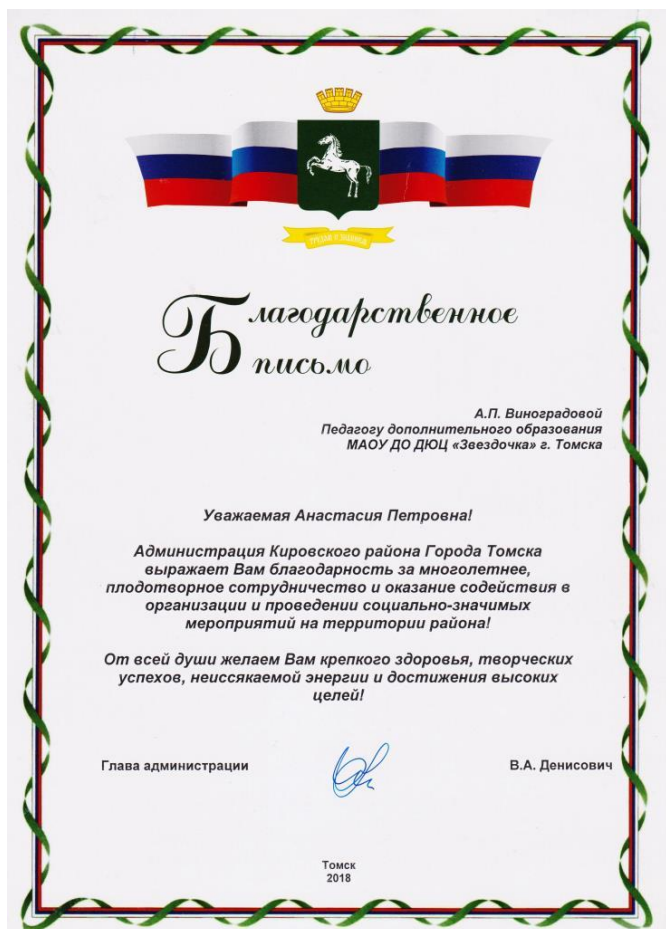 ТРУДОМ И ЗНАНИЕМ
Благодарственное
письмо
А.П. Виноградовой
Педагогу дополнительного образования
МАОУ ДО ДЮЦ «Звездочка» г. Томска
Уважаемая Анастасия Петровна!
Администрация Кировского района Города Томска
выражает Вам благодарность за многолетнее,
плодотворное сотрудничество и оказание содействия в
организации и проведении социально-значимых
мероприятий на территории района!
От всей души желаем Вам крепкого здоровья, творческих
успехов, неиссякаемой энергии и достижения высоких
целей!
Глава администрации
В.А. Денисович
Томск
2018